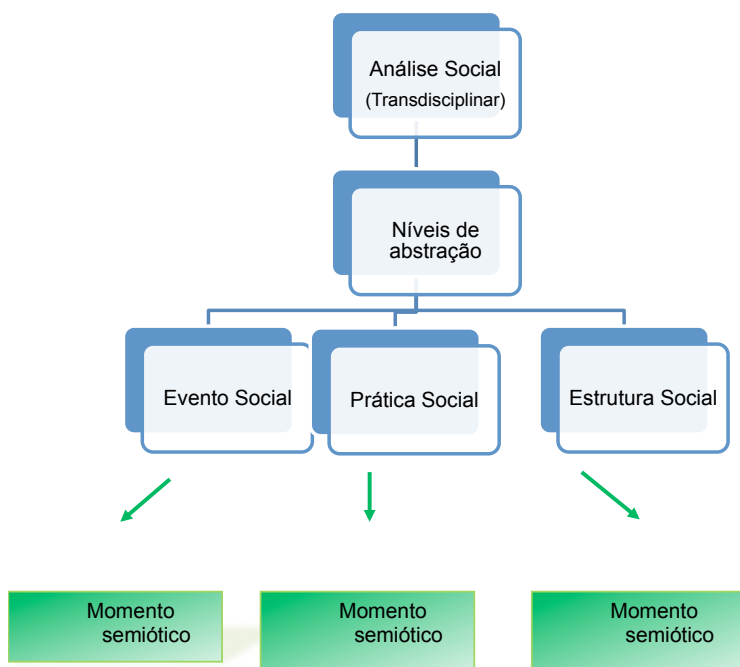 Análise Social
(Transdisciplinar)
Níveis de
abstração
Evento Social
Prática Social
Estrutura Social
Momento
semiótico
Momento
semiótico
Momento
semiótico